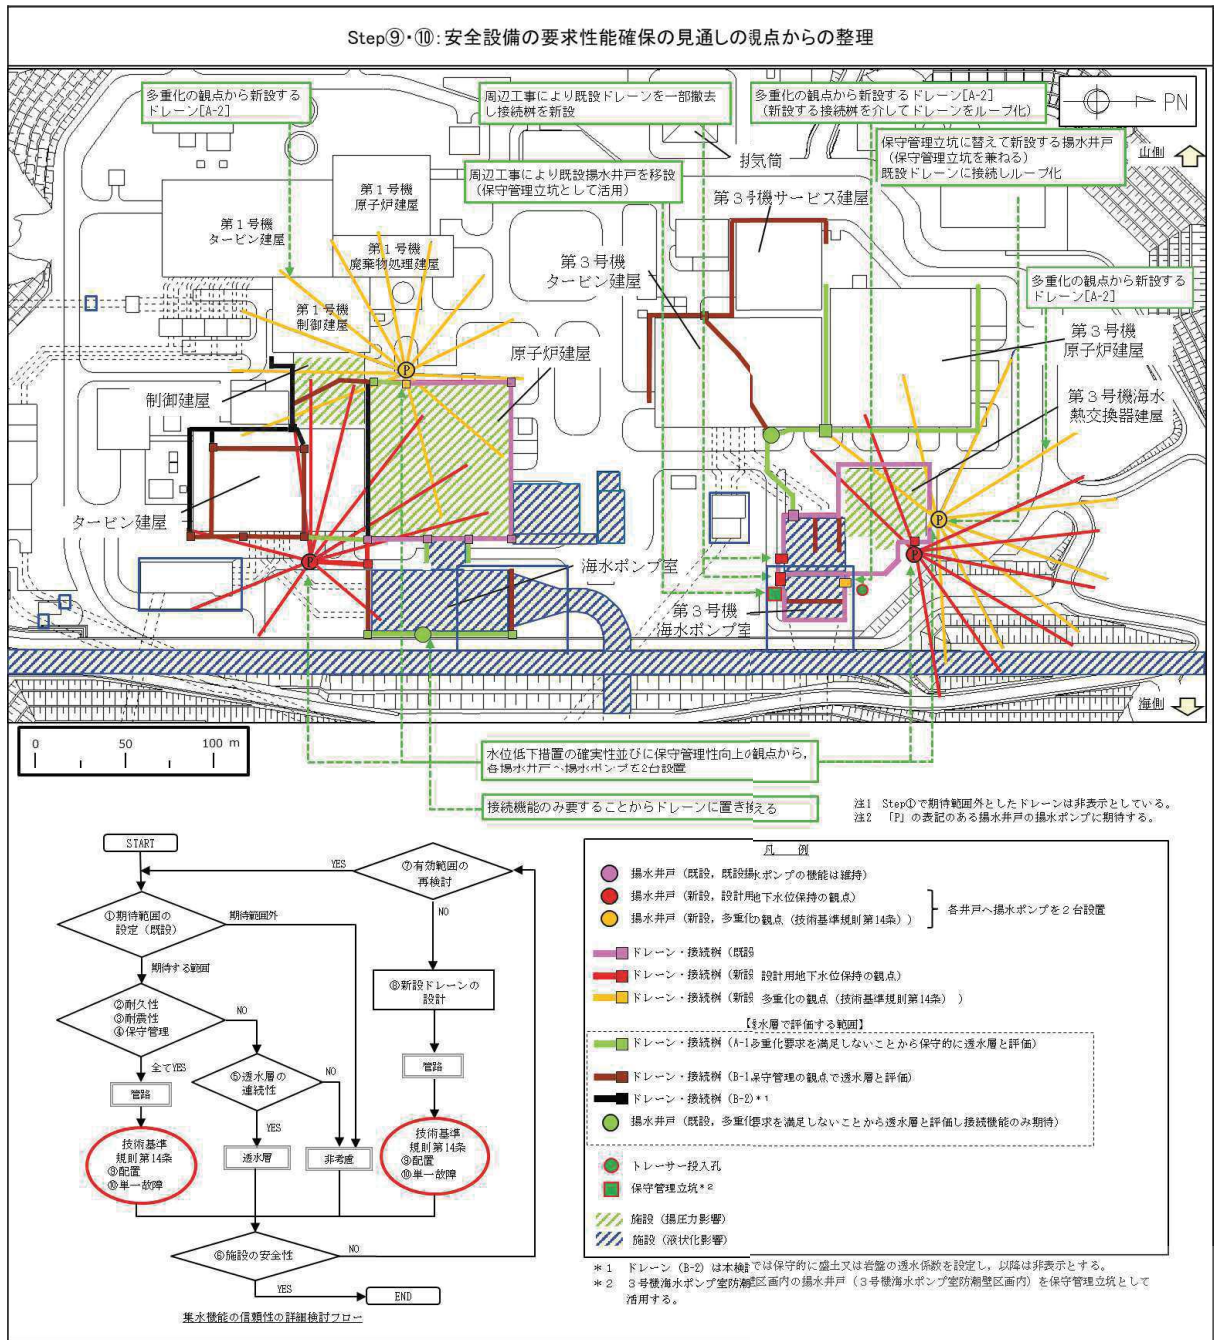 Step⑨・⑩：安全設備の要求性能確保の見通しの観点からの整理
多重化の観点から新設する
ドレーン[A-2]
周辺工事により既設ドレーンを一部撤去
し接続桝を新設
多重化の観点から新設するドレーン[A-2]
（新設する接続桝を介してドレーンをループ化）
PN
山側
保守管理立坑に替えて新設する揚水井戸
（保守管理立坑を兼ねる）
既設ドレーンに接続しループ化
排気筒
周辺工事により既設揚水井戸を移設
（保守管理立坑として活用）
第１号機
原子炉建屋
第１号機
タービン建屋
第１号機
廃棄物処理建屋
第１号機
制御建屋
第３号機サービス建屋
第３号機
タービン建屋
多重化の観点から新設する
ドレーン[A-2]
第３号機
原子炉建屋
原子炉建屋
制御建屋
第３号機海水
熱交換器建屋
P
P
タービン建屋
P
P
海水ポンプ室
第３号機
海水ポンプ室
海側
0 50 100 m
水位低下措置の確実性並びに保守管理性向上の観点から，
各揚水井戸へ揚水ポンプを2台設置
接続機能のみ要することからドレーンに置き換える
注1 Step①で期待範囲外としたドレーンは非表示としている。
注2 「P」の表記のある揚水井戸の揚水ポンプに期待する。
START
YES
⑦有効範囲の
再検討
NO
①期待範囲の
設定（既設）
期待範囲外
期待する範囲
⑧新設ドレーンの
設計
②耐久性
③耐震性
④保守管理
NO
全てYES
⑤透水層の
連続性
NO
管路
管路
YES
技術基準
規則第14条
⑨配置
⑩単一故障
透水層
非考慮
技術基準
規則第14条
⑨配置
⑩単一故障
⑥施設の安全性
NO
YES
END
集水機能の信頼性の詳細検討フロー
凡 例
揚水井戸（既設，既設揚水ポンプの機能は維持）
揚水井戸（新設，設計用地下水位保持の観点）
揚水井戸（新設，多重化の観点（技術基準規則第14条））
各井戸へ揚水ポンプを２台設置
ドレーン・接続桝（既設
ドレーン・接続桝（新設 設計用地下水位保持の観点）
ドレーン・接続桝（新設 多重化の観点（技術基準規則第14条））
水層で評価する範囲】
ドレーン・接続桝（A-1 多重化要求を満足しないことから保守的に透水層と評価）
ドレーン・接続桝（B-1 保守管理の観点で透水層と評価）
ドレーン・接続桝（B-2）＊¹
揚水井戸（既設，多重化要求を満足しないことから透水層と評価し接続機能のみ期待）
トレーサー投入孔
保守管理立坑＊²
施設（揚圧力影響）
施設（液状化影響）
＊１ ドレーン（B-2）は本検討では保守的に盛土又は岩盤の透水係数を設定し，以降は非表示とする。
＊２ ３号機海水ポンプ室防潮壁区画内の揚水井戸（３号機海水ポンプ室防潮壁区画内）を保守管理立坑として
活用する。